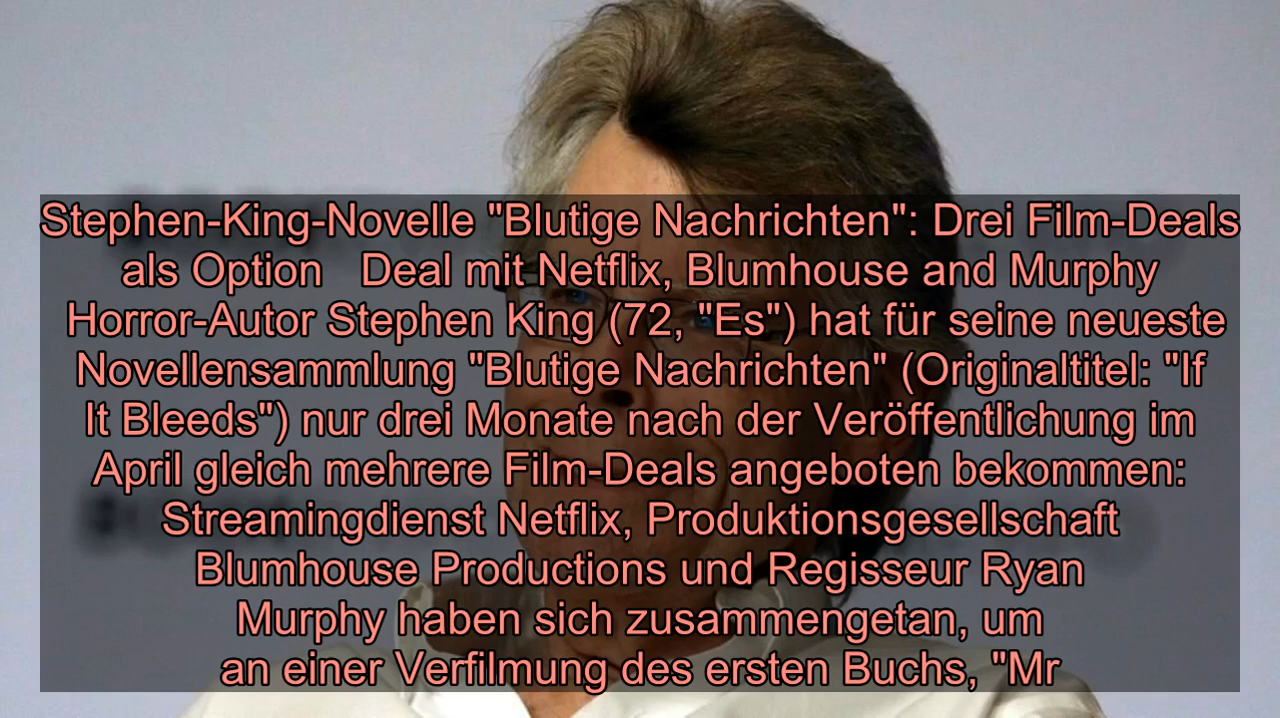 Stephen-King-Novelle "Blutige Nachrichten": Drei Film-Deals
als Option   Deal mit Netflix, Blumhouse and Murphy
Horror-Autor Stephen King (72, "Es") hat für seine neueste
Novellensammlung "Blutige Nachrichten" (Originaltitel: "If
It Bleeds") nur drei Monate nach der Veröffentlichung im
April gleich mehrere Film-Deals angeboten bekommen:
Streamingdienst Netflix, Produktionsgesellschaft
Blumhouse Productions und Regisseur Ryan
Murphy haben sich zusammengetan, um
an einer Verfilmung des ersten Buchs, "Mr